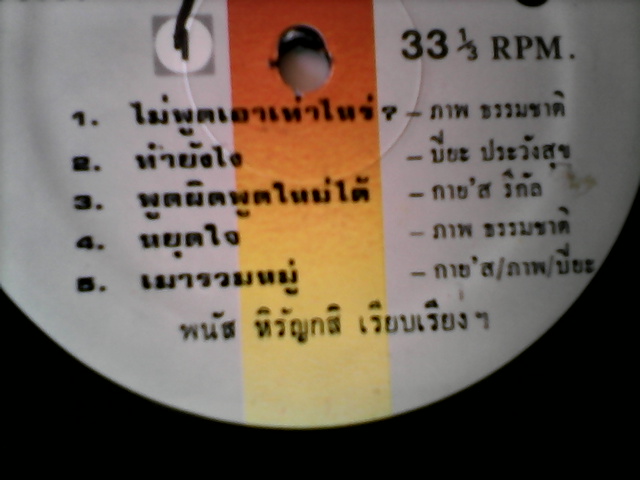 1 33 ⅓ RPM.
1. ไม่พูดเอาเท่าไหร่? – ภาพ ธรรมชาติ
2. ทำยังไง – ปิยะ ประวังสุข
3. พูดผิดพูดใหม่ได้ – กาย'ส รีกัล
4. หยุดใจ – ภาพ ธรรมชาติ
5. เมารวมหมู่ – กาย'ส/ภาพ/ปิยะ
พนัส หิรัญกสิ เรียบเรียงฯ